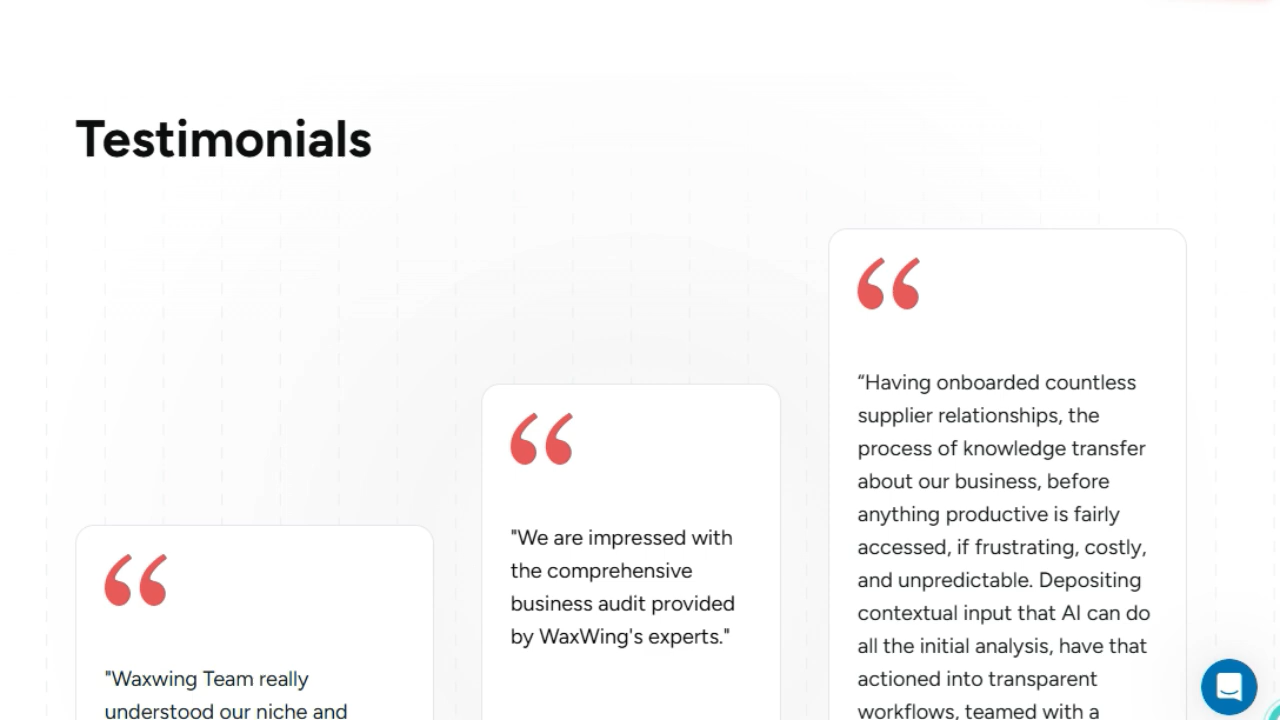 Testimonials
"Waxwing Team really
understood our niche and
"We are impressed with
the comprehensive
business audit provided
by WaxWing's experts."
“Having onboarded countless
supplier relationships, the
process of knowledge transfer
about our business, before
anything productive is fairly
accessed, if frustrating, costly,
and unpredictable. Depositing
contextual input that AI can do
all the initial analysis, have that
actioned into transparent
workflows, teamed with a